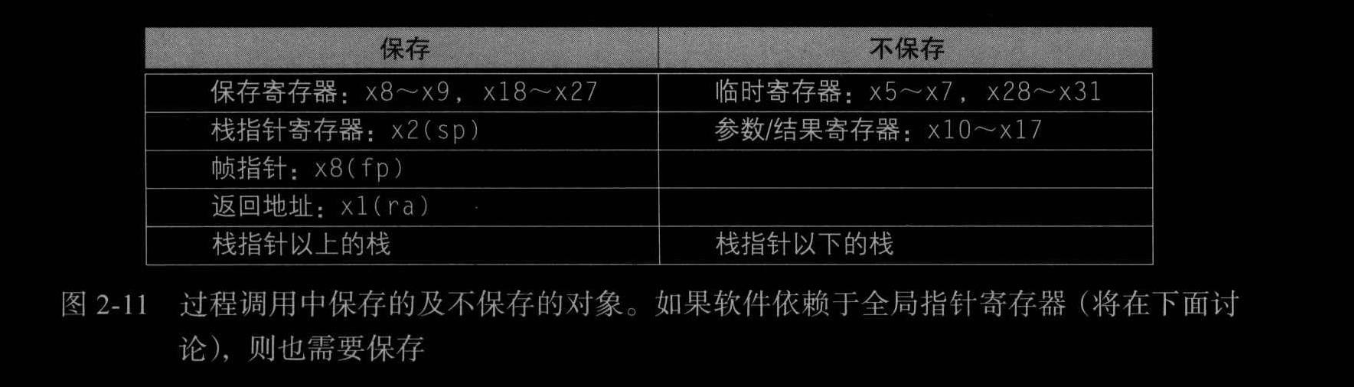 保存 不保存
保存寄存器：x8～x9，x18～x27 临时寄存器：x5～x7，x28～x31
栈指针寄存器：x2(sp) 参数/结果寄存器：x10～x17
帧指针：x8(fp)
返回地址：x1(ra)
栈指针以上的栈 栈指针以下的栈
图 2-11 过程调用中保存的及不保存的对象。如果软件依赖于全局指针寄存器（将在下面讨
论），则也需要保存